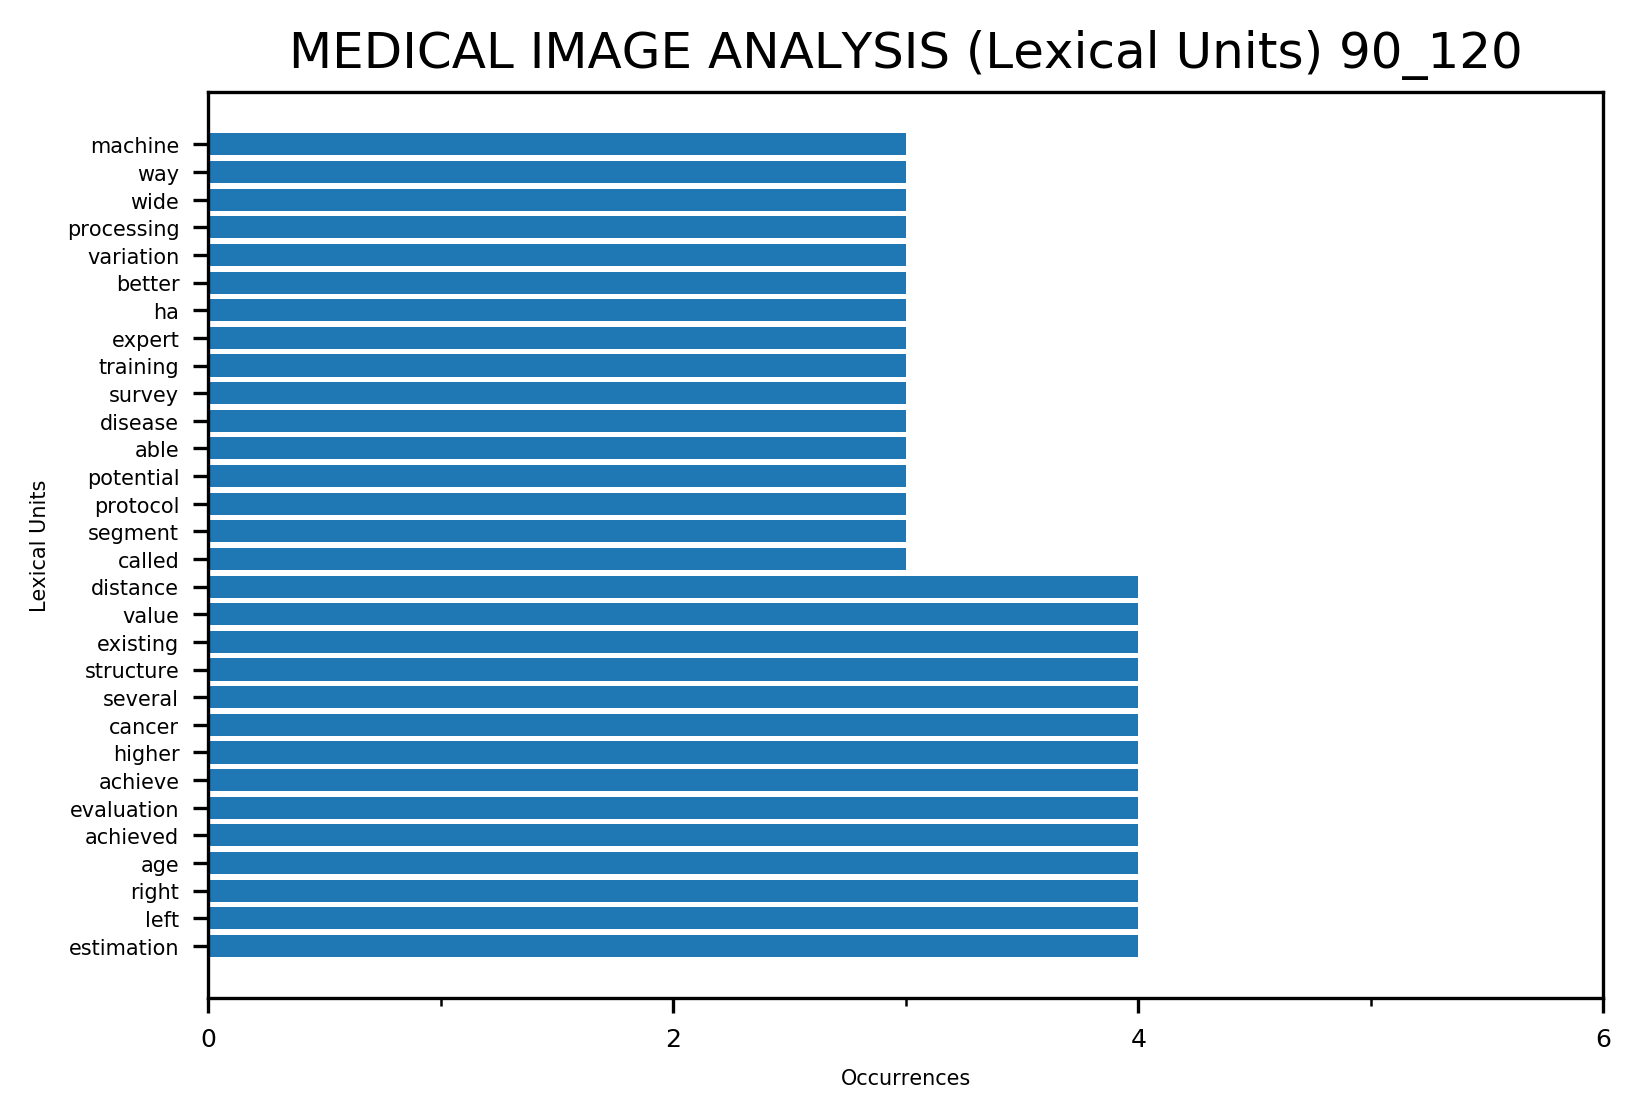 MEDICAL IMAGE ANALYSIS (Lexical Units) 90_120
Lexical Units
machine
way
wide
processing
variation
better
ha
expert
training
survey
disease
able
potential
protocol
segment
called
distance
value
existing
structure
several
cancer
higher
achieve
evaluation
achieved
age
right
left
estimation
0 2 4 6
Occurrences